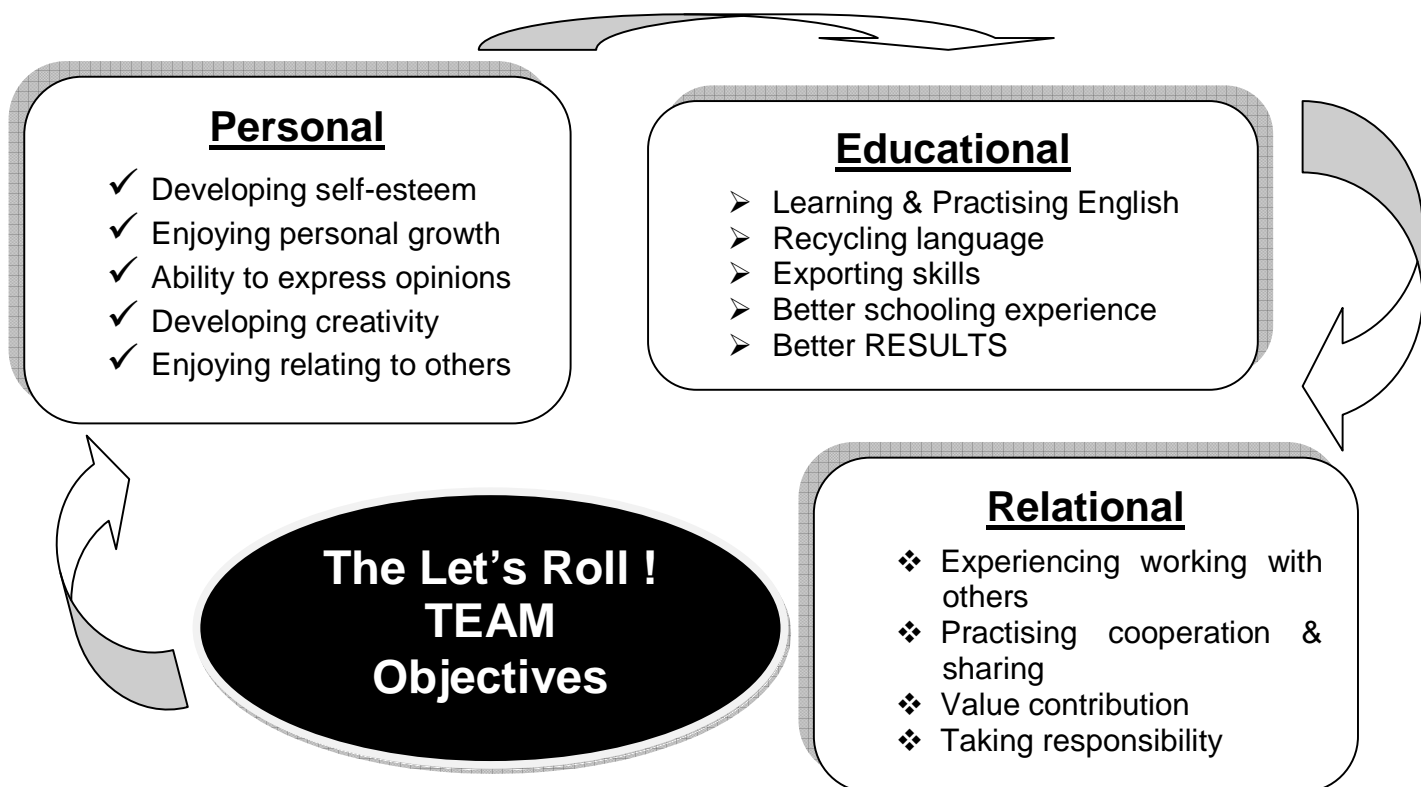 Personal
✓ Developing self-esteem
✓ Enjoying personal growth
✓ Ability to express opinions
✓ Developing creativity
✓ Enjoying relating to others
Educational
➢ Learning & Practising English
➢ Recycling language
➢ Exporting skills
➢ Better schooling experience
➢ Better RESULTS
Relational
❖ Experiencing working with
others
❖ Practising cooperation &
sharing
❖ Value contribution
❖ Taking responsibility
The Let's Roll !
TEAM
Objectives